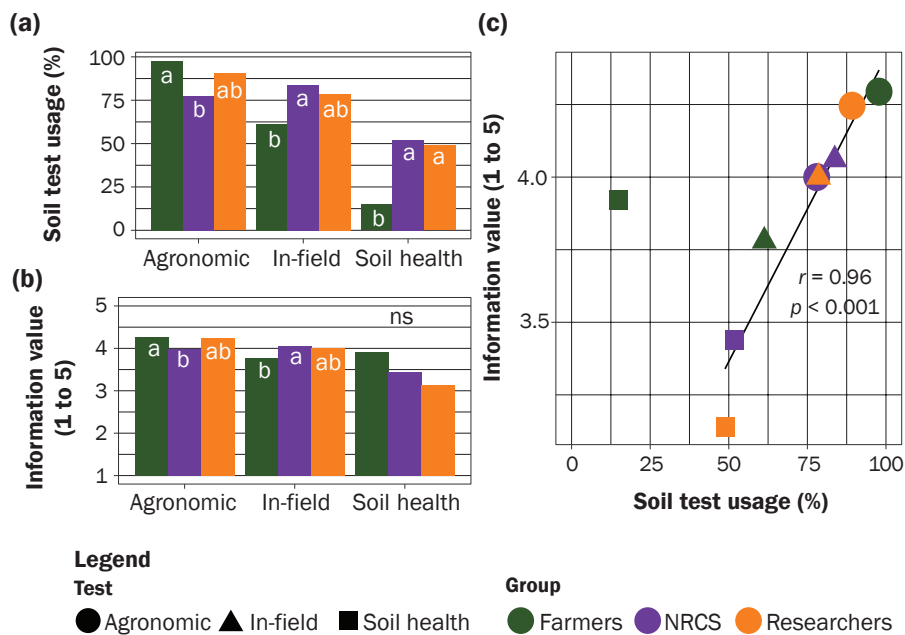 (a)
Soil test usage (%)
100
75
50
25
0
a
b
ab
b
a
ab
b
a
a
Agronomic In-field Soil health
(b)
Information value
(1 to 5)
5
4
3
2
1
ns
a
b
ab
b
a
ab
Agronomic In-field Soil health
(c)
Information value (1 to 5)
4.0
3.5
r = 0.96
p < 0.001
0 25 50 75 100
Soil test usage (%)
Legend
Test
Agronomic In-field Soil health
Group
Farmers NRCS Researchers